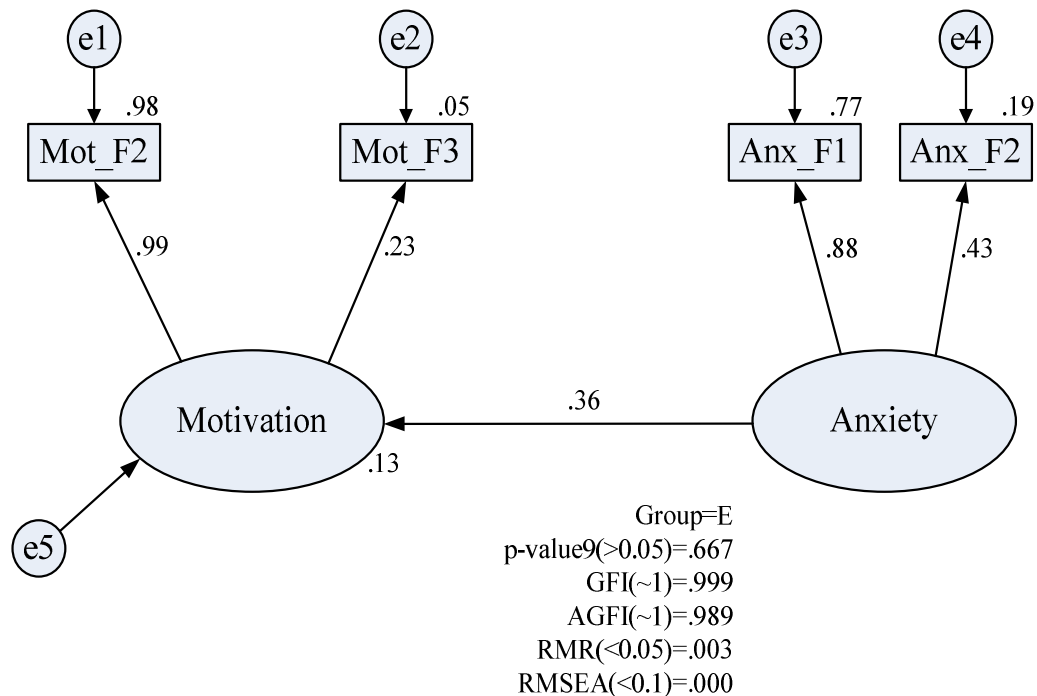 e1
e2
e3
e4
.98
.05
.77
.19
Mot_F2
Mot_F3
Anx_F1
Anx_F2
.99
.23
.88
.43
.36
Motivation
Anxiety
.13
e5
Group=E
p-value9(>0.05)=.667
GFI(~1)=.999
AGFI(~1)=.989
RMR(<0.05)=.003
RMSEA(<0.1)=.000